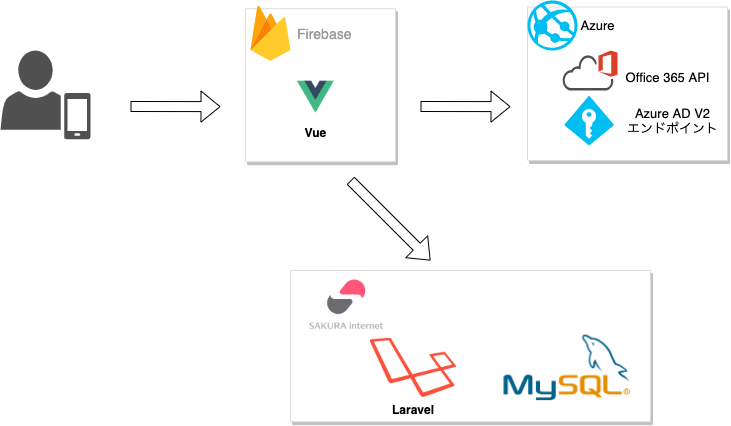 Firebase
Vue
Azure
Office 365 API
Azure AD V2
エンドポイント
SAKURA internet
Laravel
MySQL®